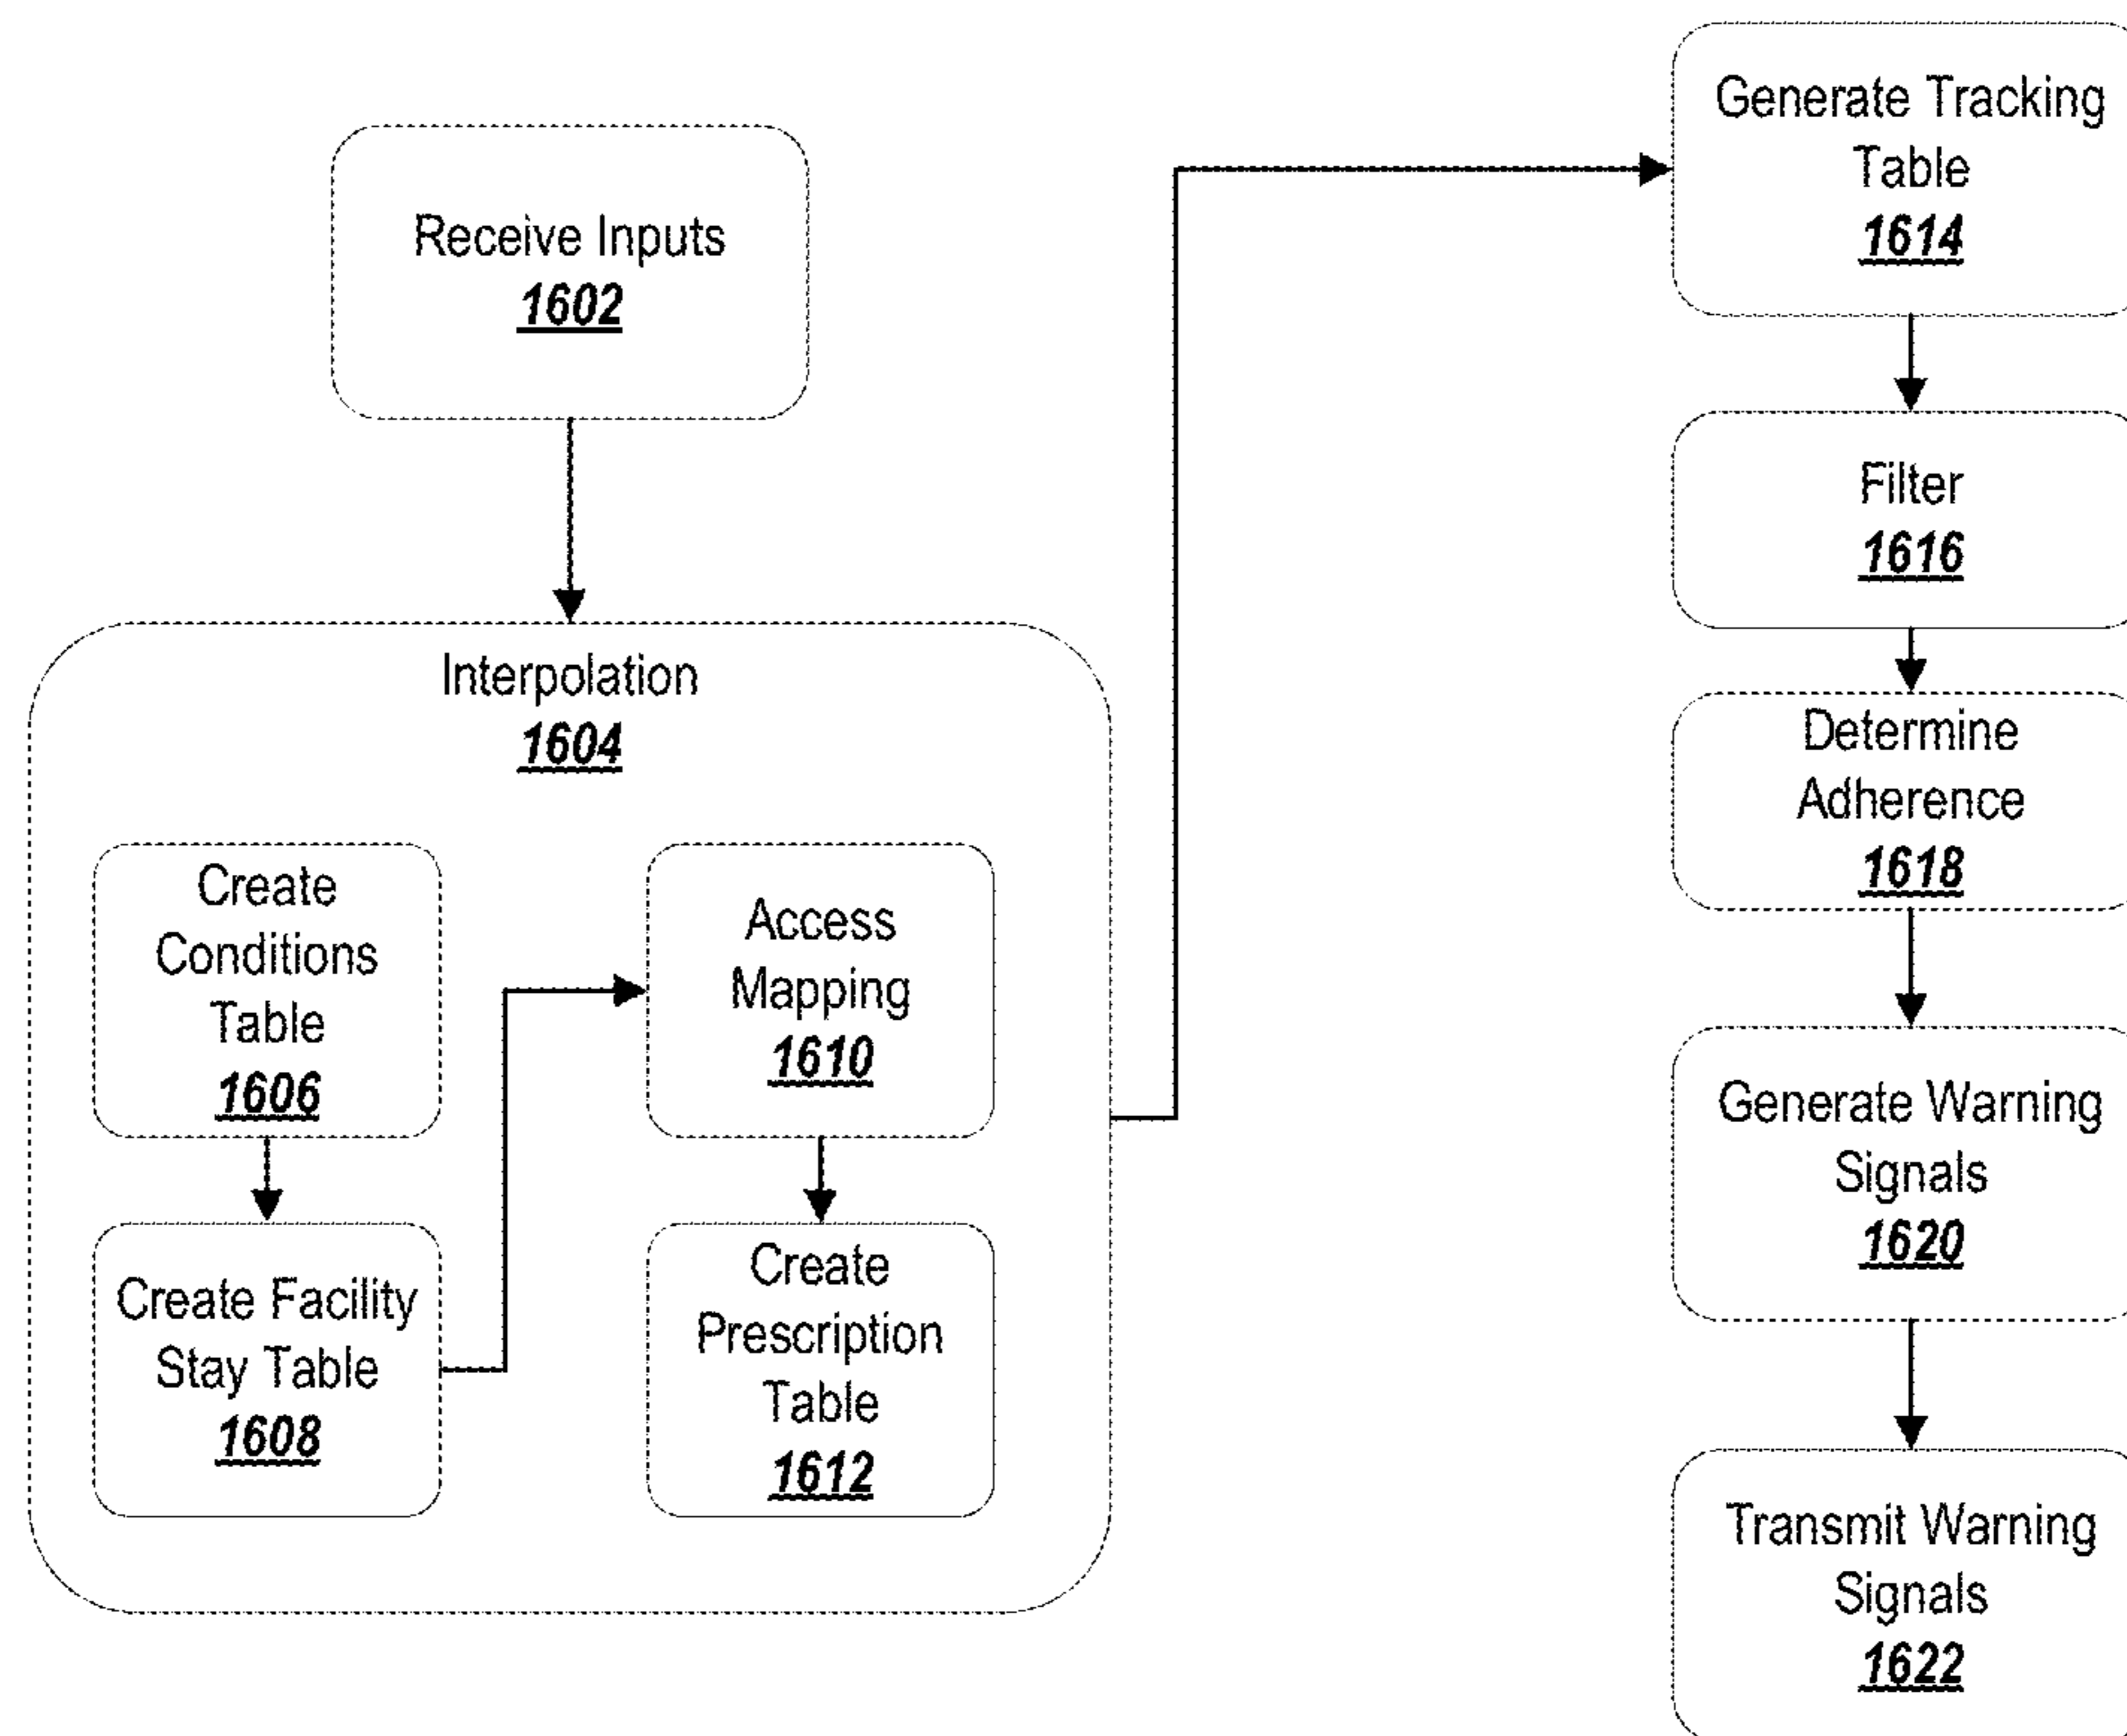 Receive Inputs
1602
Interpolation
1604
Create
Conditions
Table
1606
Create Facility
Stay Table
1608
Access
Mapping
1610
Create
Prescription
Table
1612
Generate Tracking
Table
1614
Filter
1616
Determine
Adherence
1618
Generate Warning
Signals
1620
Transmit Warning
Signals
1622